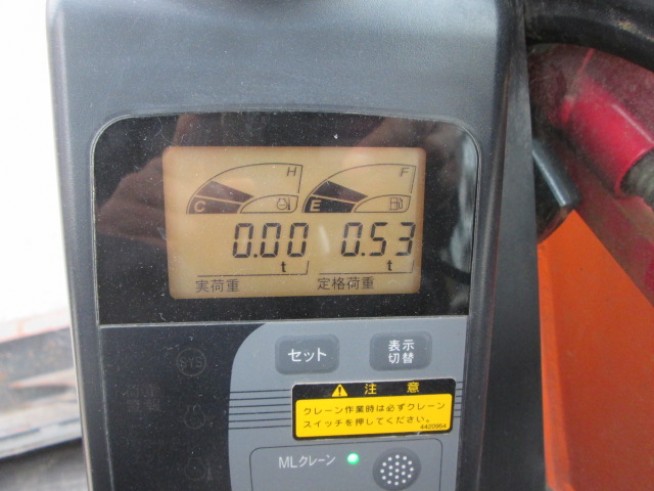 H F
C E
0.00 0.53
t t
実荷重 定格荷重
セット 表示
切替
注意
クレーン作業時は必ずクレーン
スイッチを押してください。
4420964
MLクレーン